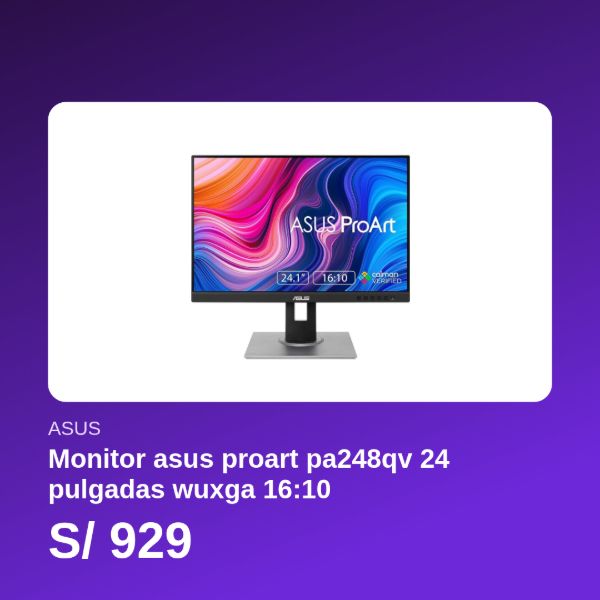 ASUS ProArt
24.1"
16:10
calman
VERIFIED
ASUS
ASUS
Monitor asus proart pa248qv 24
pulgadas wuxga 16:10
S/ 929